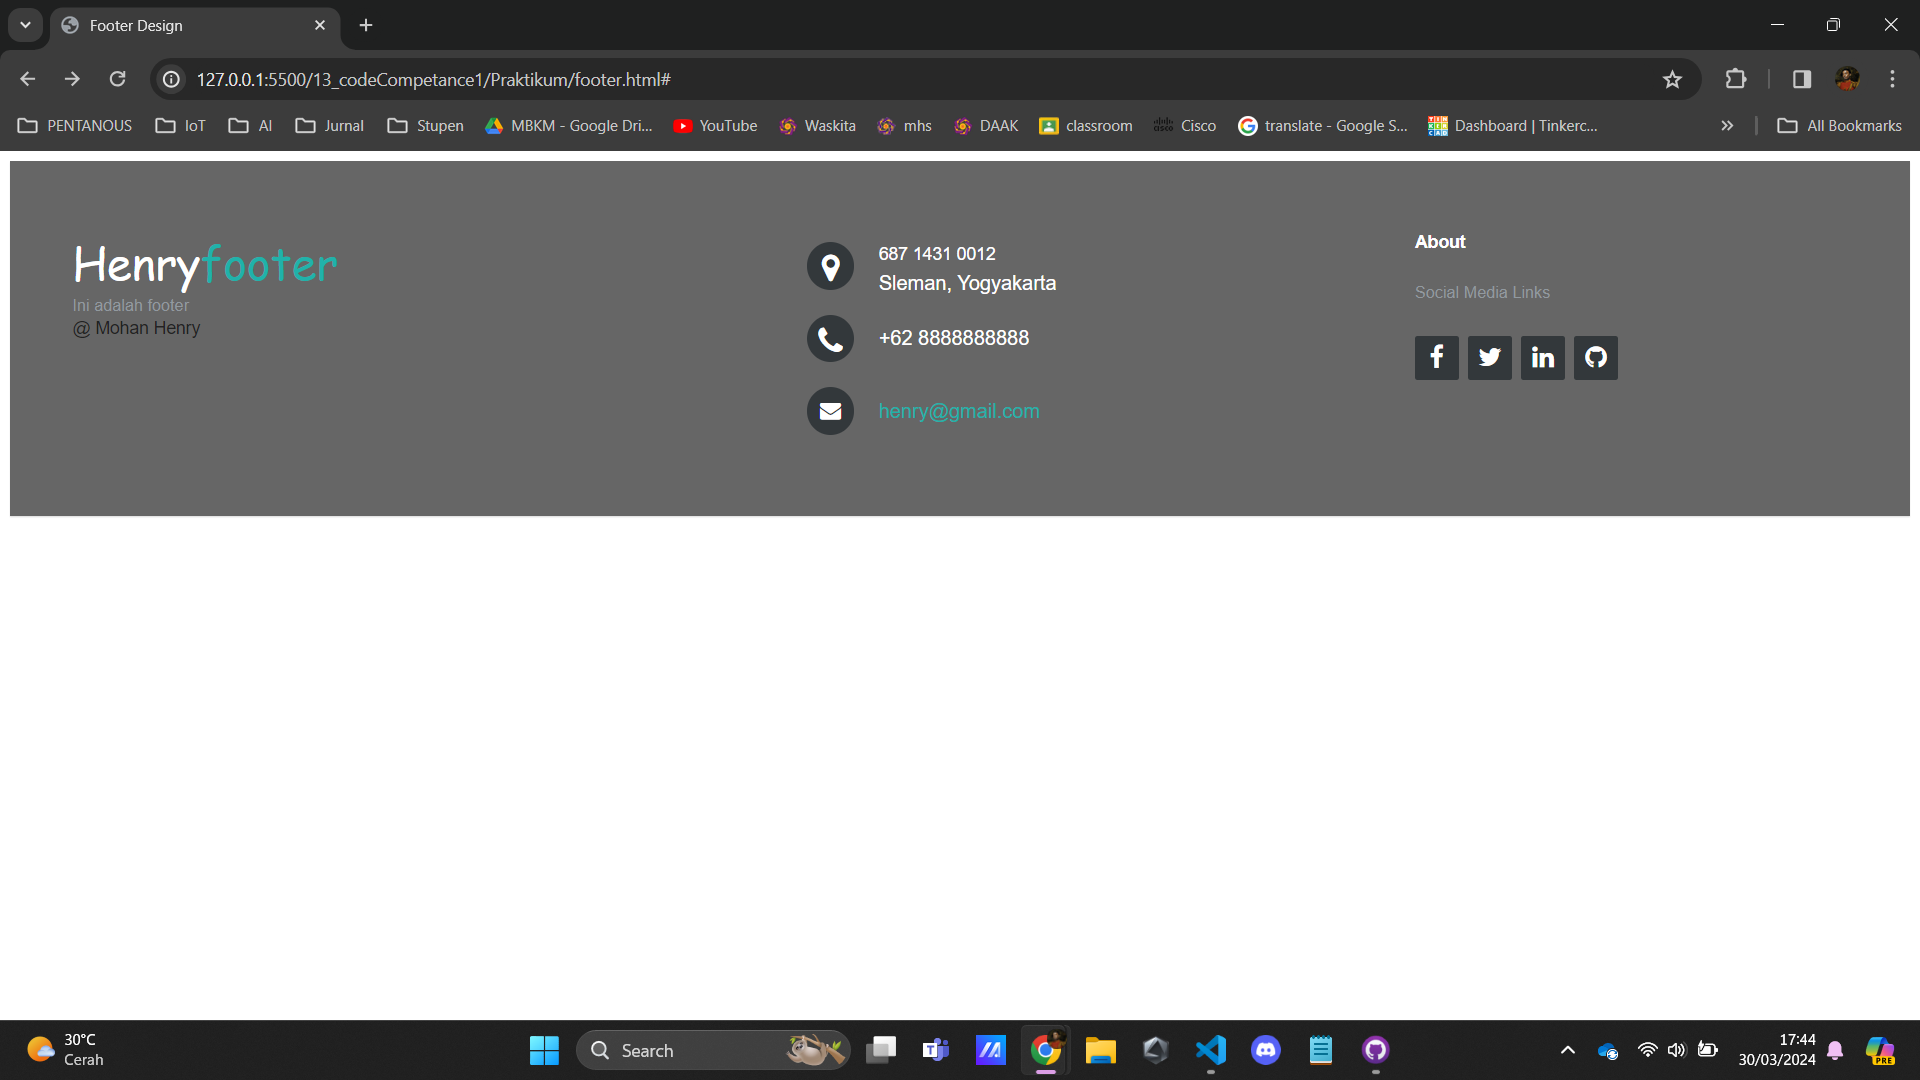 Footer Design
127.0.0.1:5500/13_codeCompetance1/Praktikum/footer.html#
PENTANOUS IoT AI Jurnal Stupen MBKM - Google Dri... YouTube Waskita mhs DAAK classroom Cisco translate - Google S... Dashboard | Tinkerc... » All Bookmarks
Henryfooter
Ini adalah footer
@ Mohan Henry
687 1431 0012
Sleman, Yogyakarta
+62 8888888888
henry@gmail.com
About
Social Media Links
30°C
Cerah
Search
17:44
30/03/2024
PRE